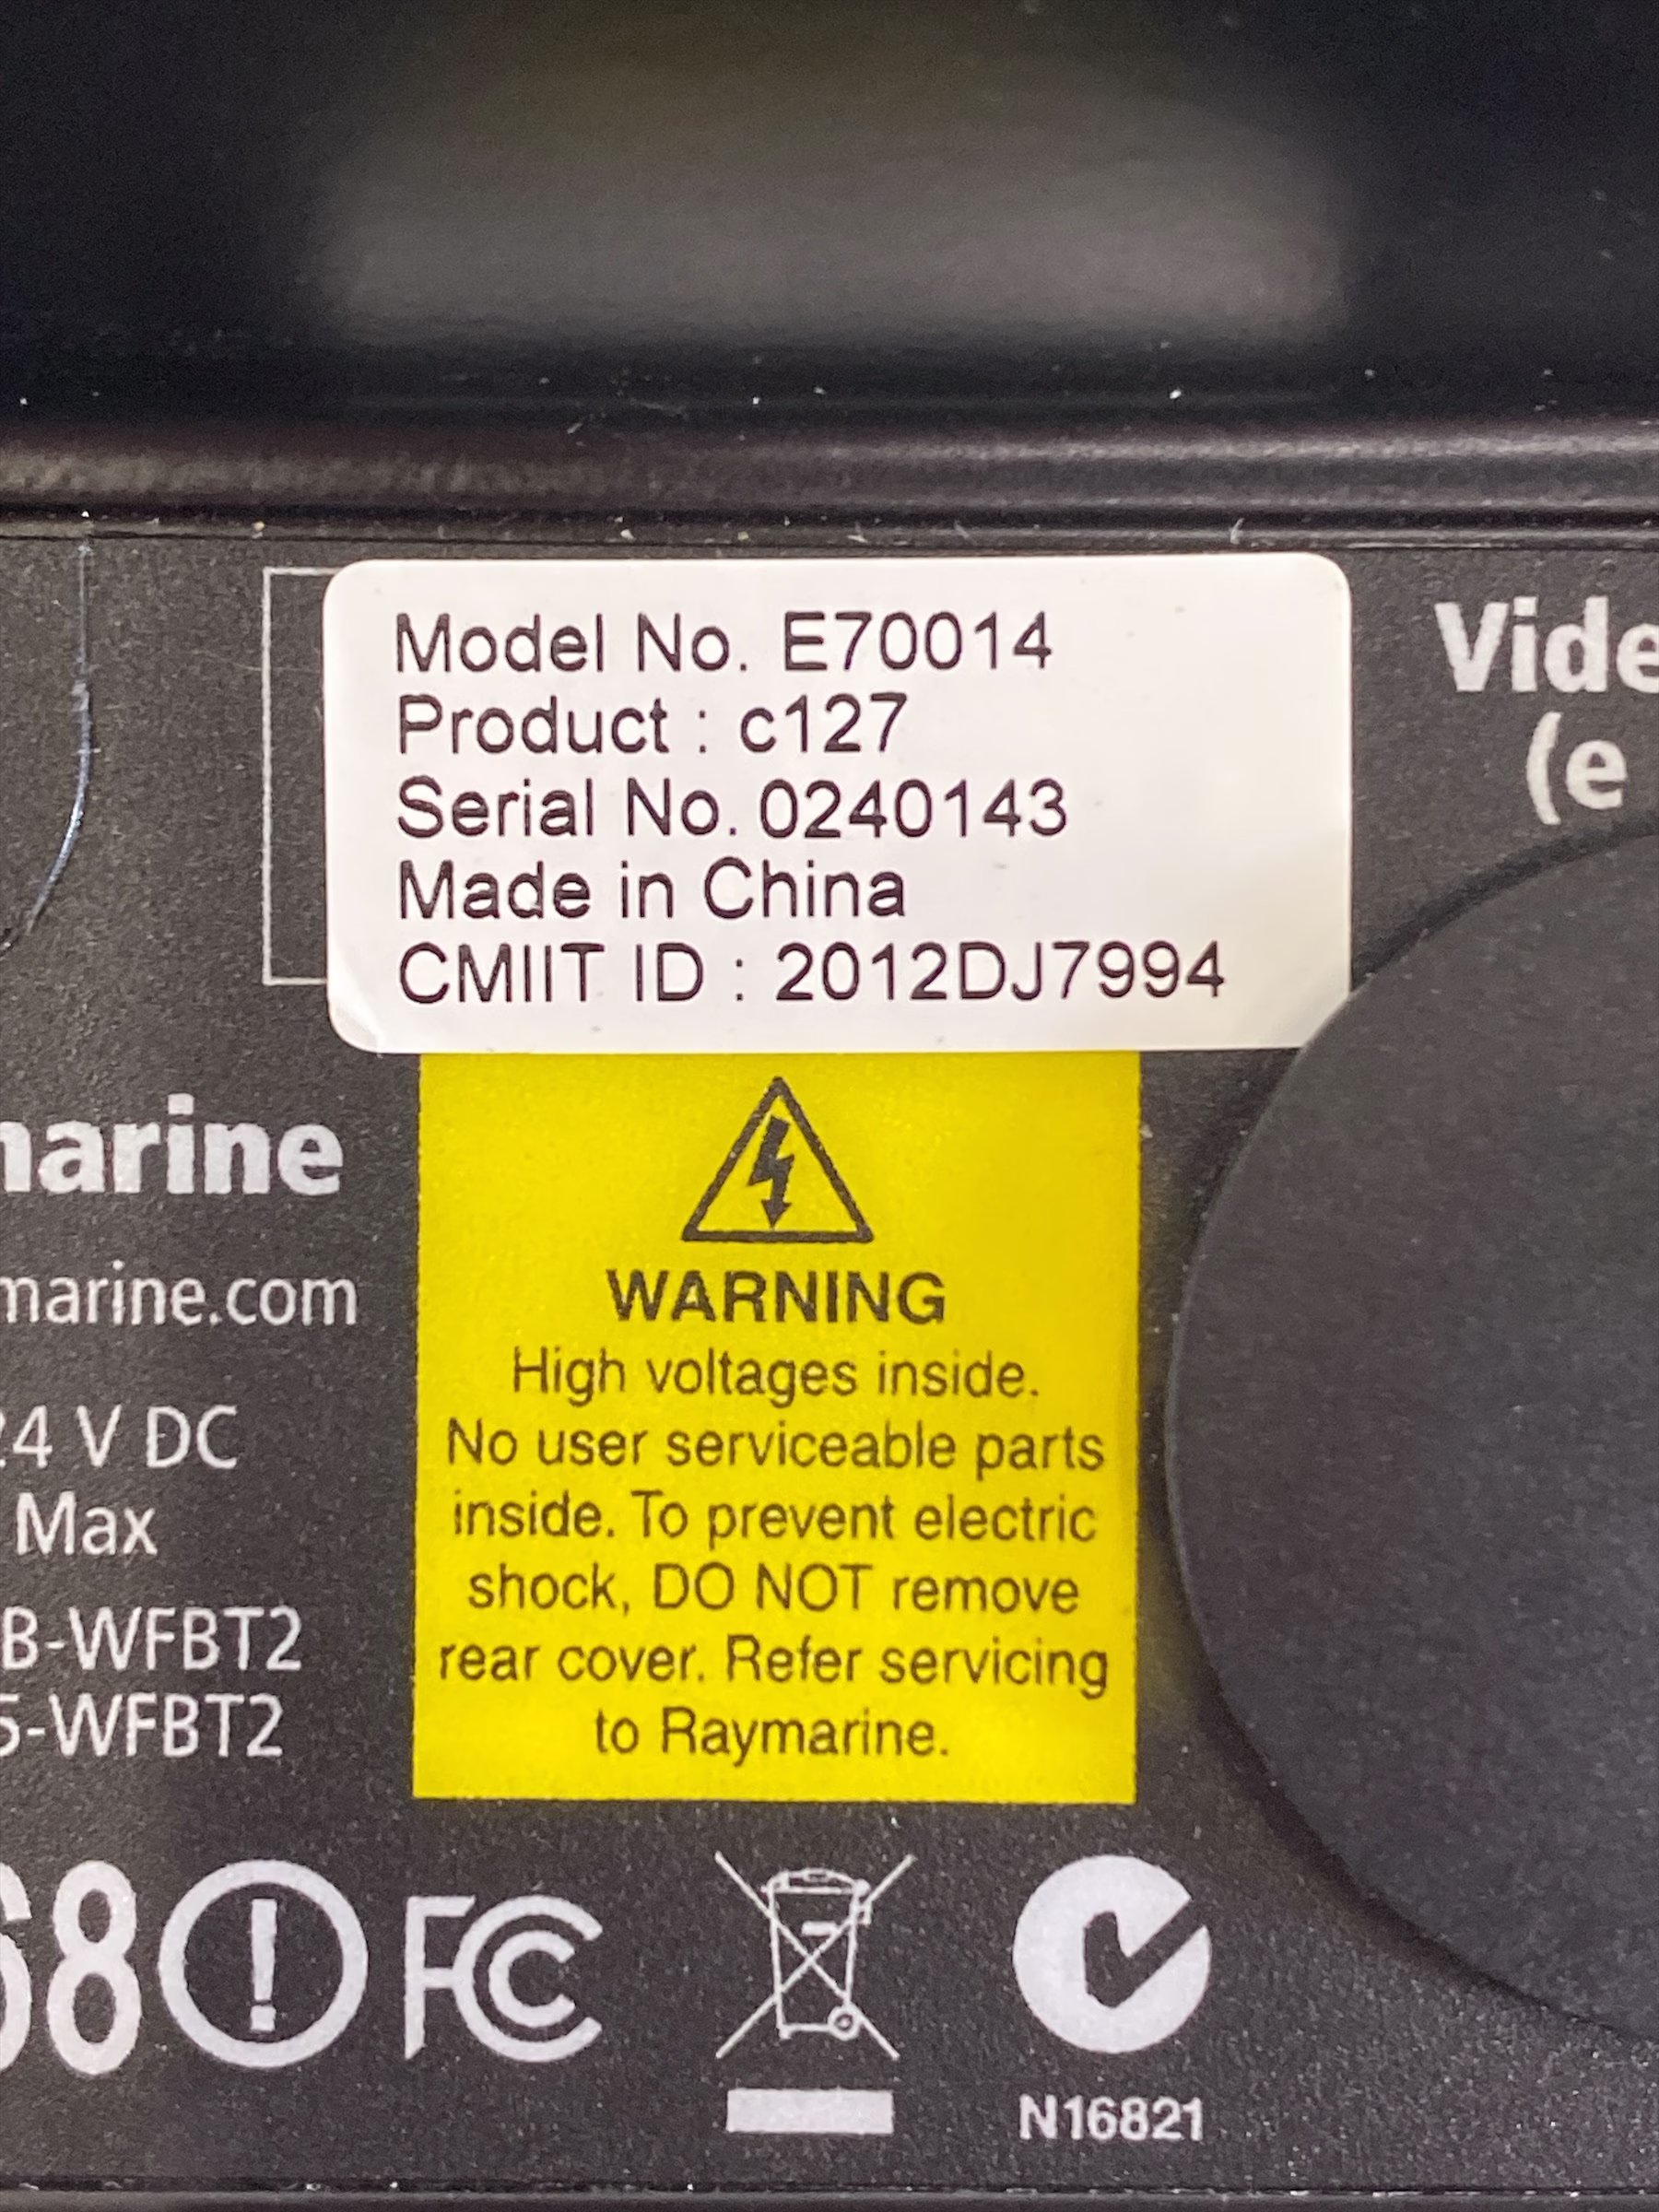 Model No. E70014
Product : c127
Serial No. 0240143
Made in China
CMIIT ID : 2012DJ7994
Vide
(e
marine
marine.com
24 V DC
Max
B-WFBT2
5-WFBT2
WARNING
High voltages inside.
No user serviceable parts
inside. To prevent electric
shock, DO NOT remove
rear cover. Refer servicing
to Raymarine.
68
FC
N16821